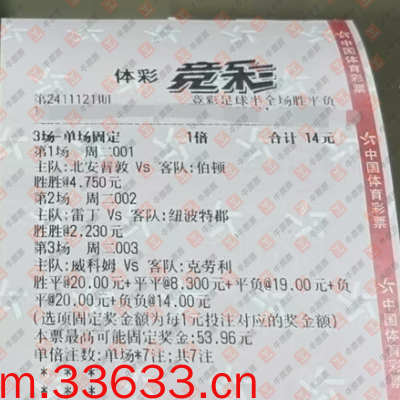 体彩 竞彩
第2411121期 竞彩足球半全场胜平负
3场-单场固定 1倍 合计 14元
第1场 周二001
主队:北安普敦 Vs 客队:伯顿
胜胜@4.750元
第2场 周二002
主队:雷丁 Vs 客队:纽波特郡
胜胜@2.230元
第3场 周二003
主队:威科姆 Vs 客队:克劳利
胜平@20.00元+平平@8.300元+平负@19.00元+负
平@20.00元+负负@14.00元
(选项固定奖金额为每1元投注对应的奖金额)
本票最高可能固定奖金:53.96元
单倍注数:单场*7注;共7注
m.33633.cn
中国体育彩票
中国体育彩票